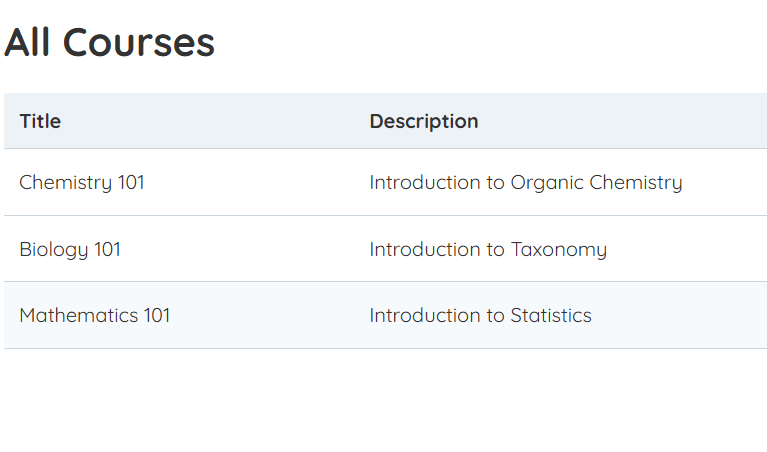 All Courses
Title Description
Chemistry 101 Introduction to Organic Chemistry
Biology 101 Introduction to Taxonomy
Mathematics 101 Introduction to Statistics